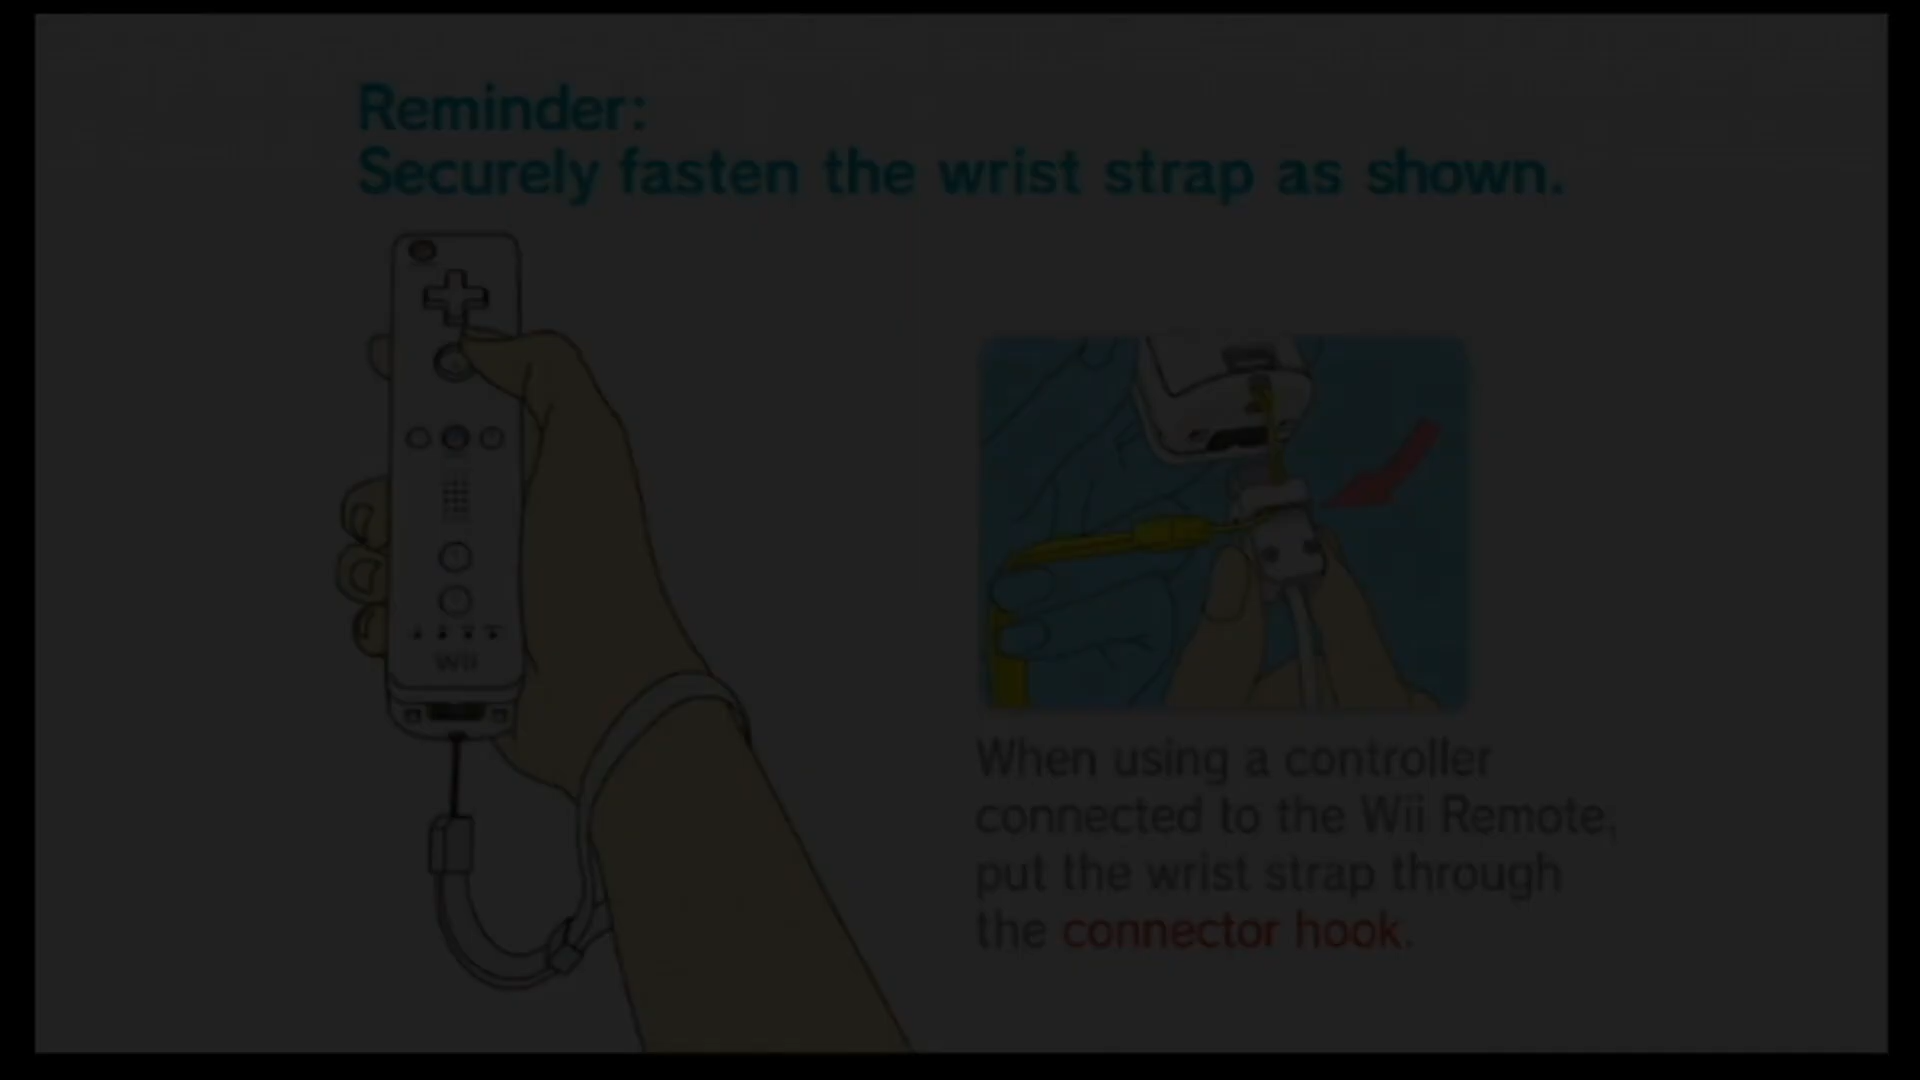 Reminder:
Securely fasten the wrist strap as shown.
Wii
When using a controller
connected to the Wii Remote,
put the wrist strap through
the connector hook.